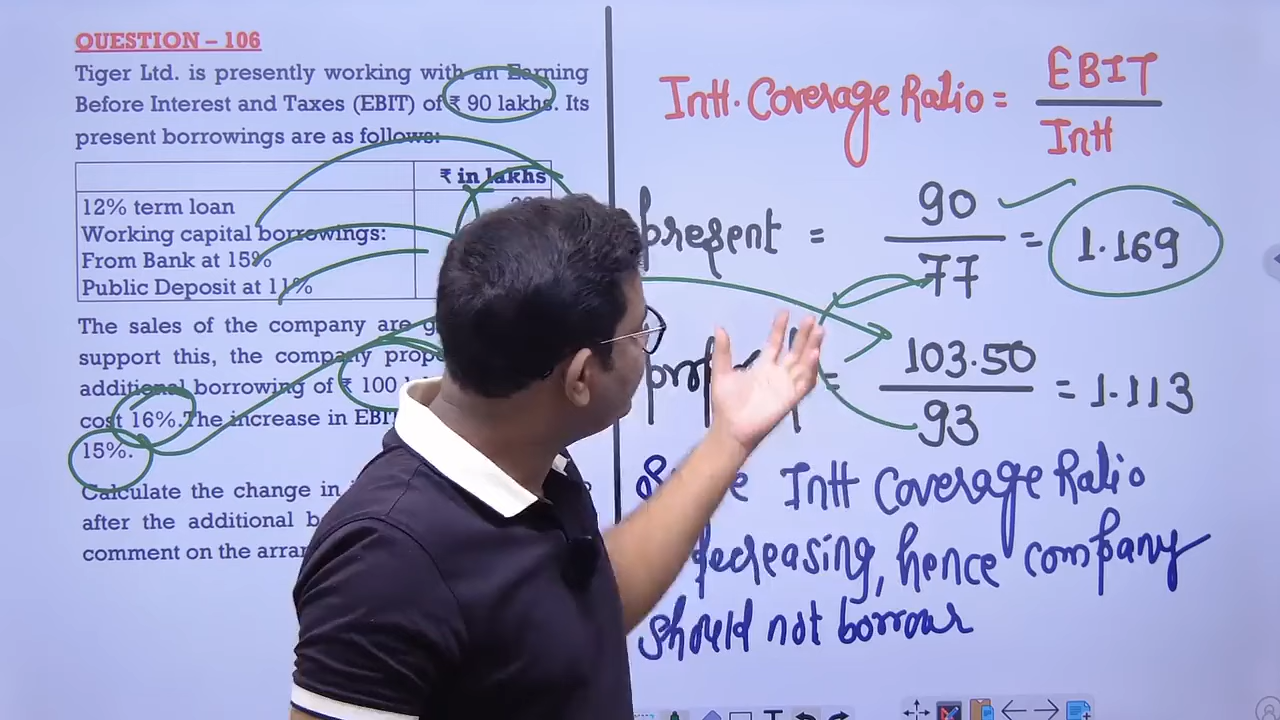 QUESTION – 106
Tiger Ltd. is presently working with an Earning
Before Interest and Taxes (EBIT) of ₹ 90 lakhs. Its
present borrowings are as follows:
₹ in lakhs
12% term loan
Working capital borrowings:
From Bank at 15%
Public Deposit at 11%
The sales of the company are
support this, the company
additional borrowing of ₹ 100
cost 16%. The increase in EBIT
15%.
Calculate the change in
after the additional
comment on the
Intt. Coverage Ratio = EBIT
Intt
present = 90
77
= 1.169
= 103.50
93
= 1.113
Intt Coverage Ratio
decreasing, hence company
should not borrow